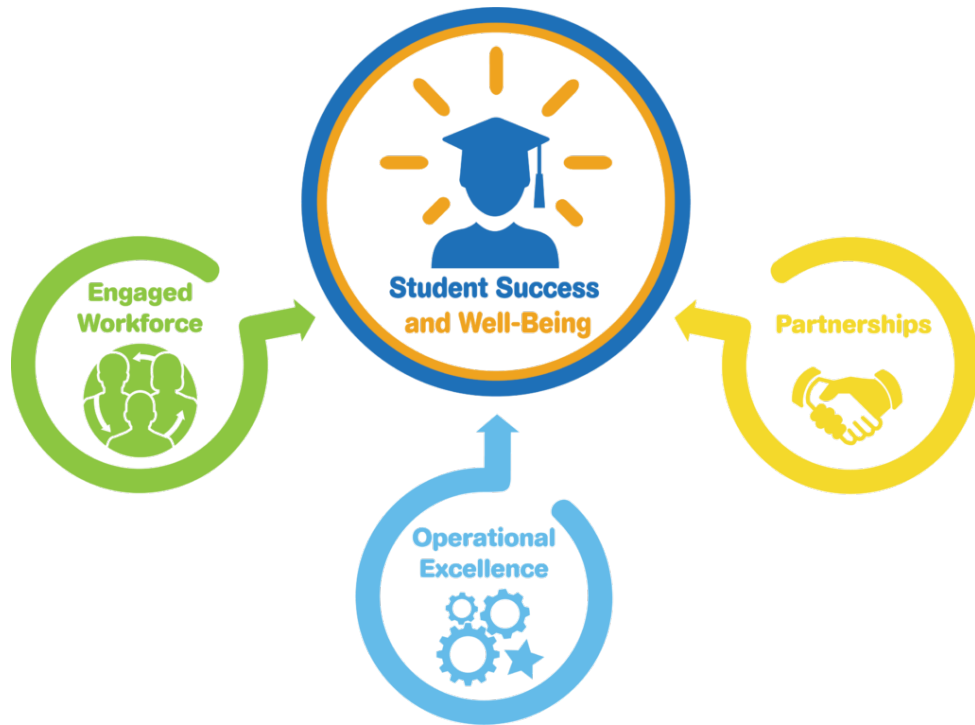 Student Success
and Well-Being
Engaged
Workforce
Partnerships
Operational
Excellence